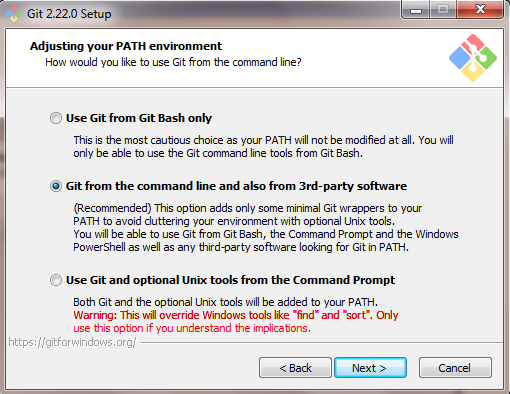 Git 2.22.0 Setup
Adjusting your PATH environment
How would you like to use Git from the command line?
Use Git from Git Bash only
This is the most cautious choice as your PATH will not be modified at all. You will
only be able to use the Git command line tools from Git Bash.
Git from the command line and also from 3rd-party software
(Recommended) This option adds only some minimal Git wrappers to your
PATH to avoid cluttering your environment with optional Unix tools.
You will be able to use Git from Git Bash, the Command Prompt and the Windows
PowerShell as well as any third-party software looking for Git in PATH.
Use Git and optional Unix tools from the Command Prompt
Both Git and the optional Unix tools will be added to your PATH.
Warning: This will override Windows tools like "find" and "sort". Only
use this option if you understand the implications.
https://gitforwindows.org/
< Back
Next >
Cancel